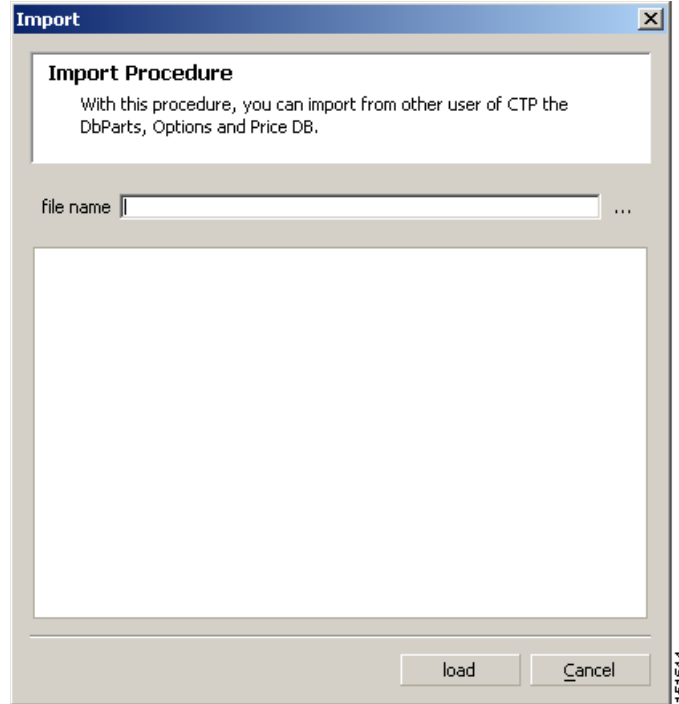 Import
Import Procedure
With this procedure, you can import from other user of CTP the
DbParts, Options and Price DB.
file name
...
load
Cancel